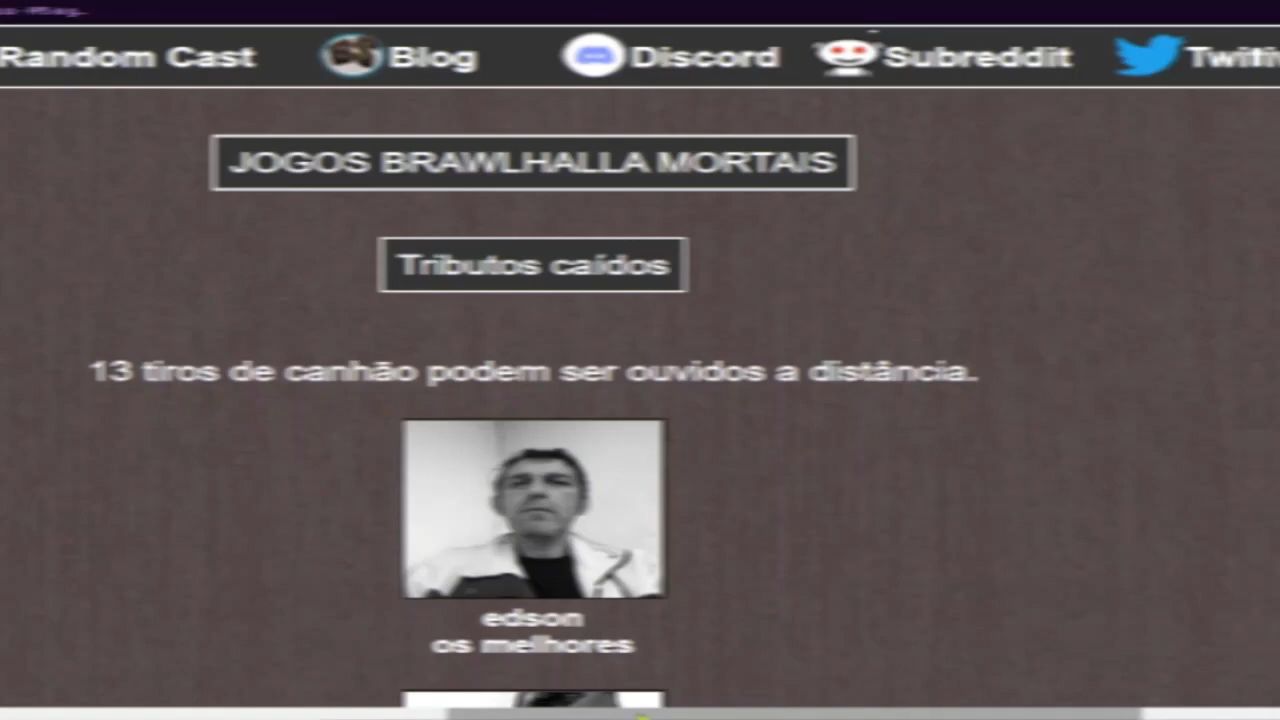 Random Cast Blog Discord Subreddit
JOGOS BRAWLHALLA MORTAIS
Tributos caídos
13 tiros de canhão podem ser ouvidos a distância.
edson
os melhores